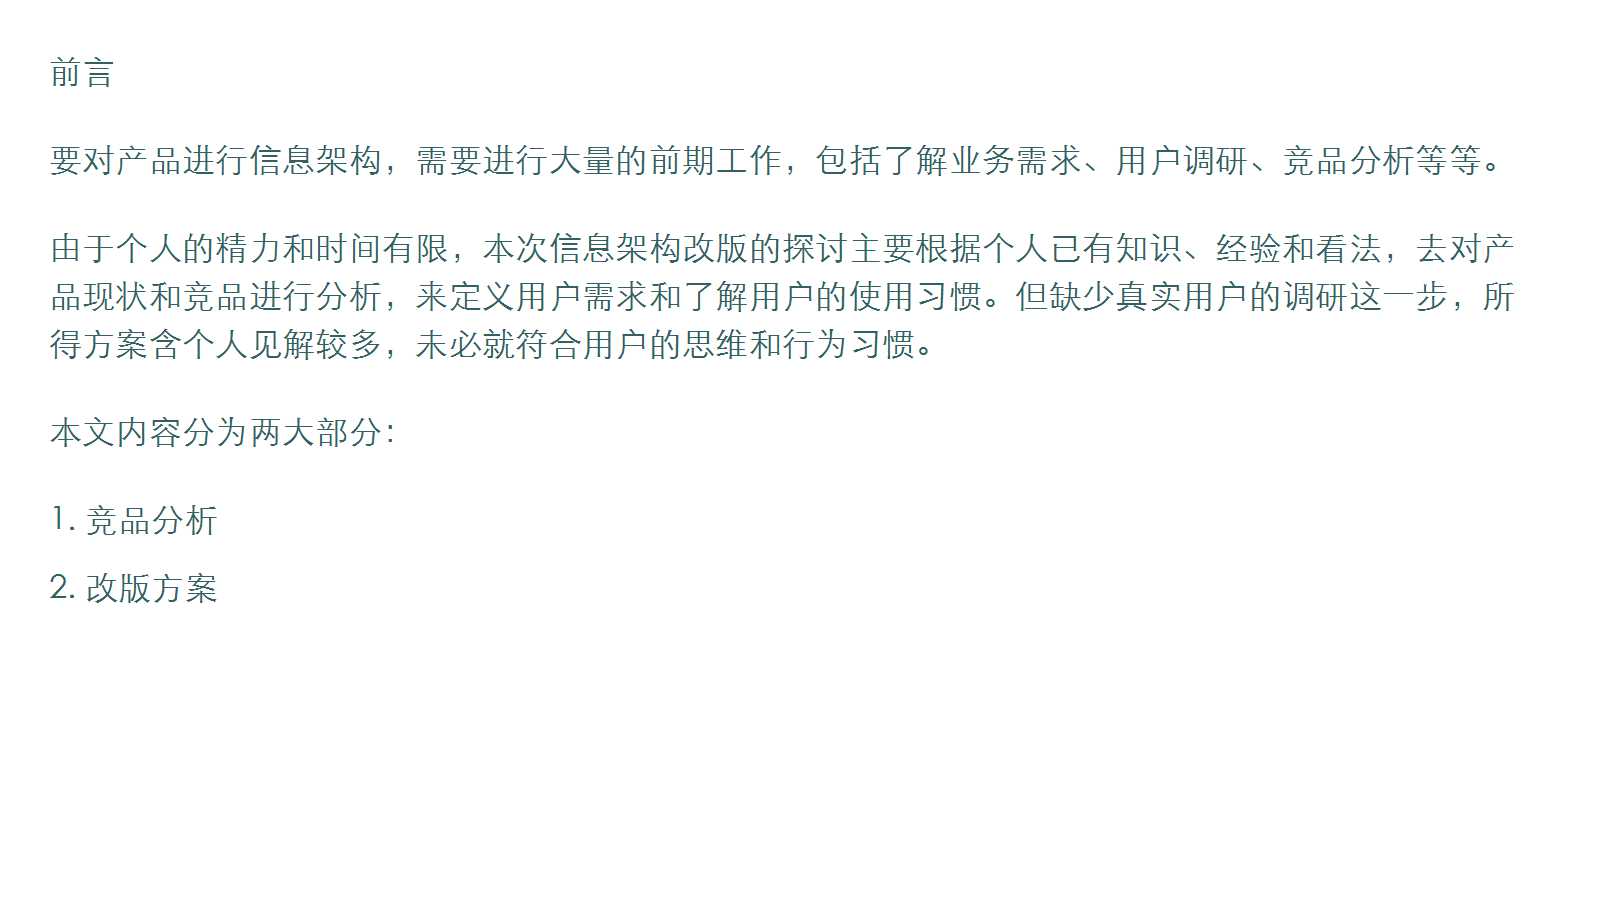 前言
要对产品进行信息架构，需要进行大量的前期工作，包括了解业务需求、用户调研、竞品分析等等。
由于个人的精力和时间有限，本次信息架构改版的探讨主要根据个人已有知识、经验和看法，去对产
品现状和竞品进行分析，来定义用户需求和了解用户的使用习惯。但缺少真实用户的调研这一步，所
得方案含个人见解较多，未必就符合用户的思维和行为习惯。
本文内容分为两大部分：
1. 竞品分析
2. 改版方案